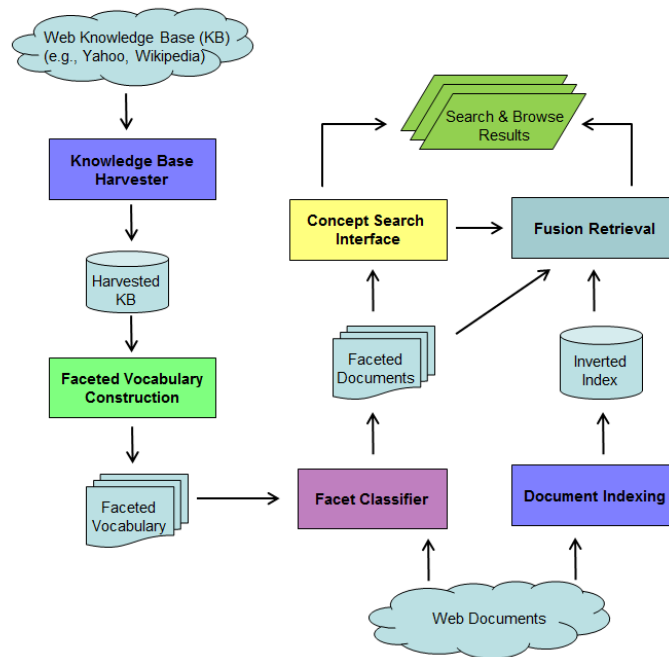 Web Knowledge Base (KB)
(e.g., Yahoo, Wikipedia)
Knowledge Base
Harvester
Harvested
KB
Faceted Vocabulary
Construction
Faceted
Vocabulary
Search & Browse
Results
Concept Search
Interface
Fusion Retrieval
Faceted
Documents
Inverted
Index
Facet Classifier
Document Indexing
Web Documents